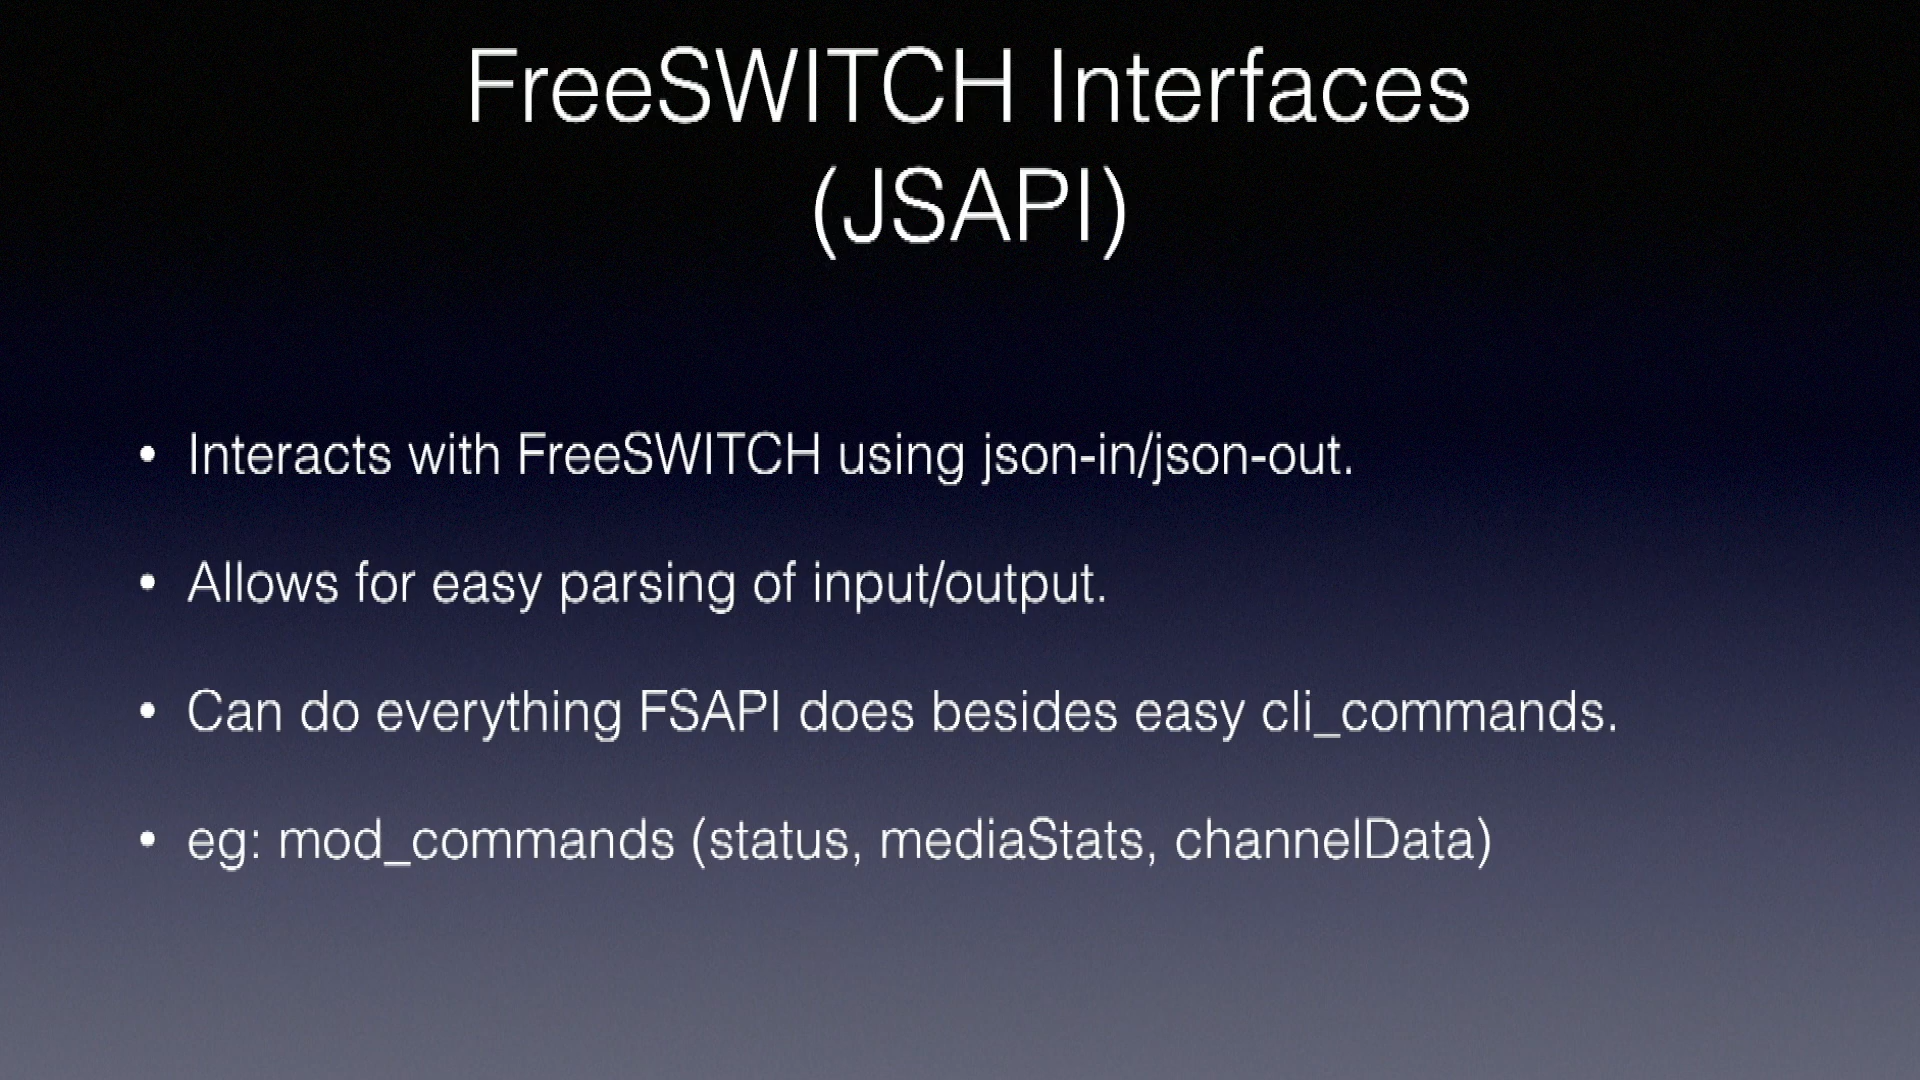 FreeSWITCH Interfaces
(JSAPI)
• Interacts with FreeSWITCH using json-in/json-out.
• Allows for easy parsing of input/output.
• Can do everything FSAPI does besides easy cli_commands.
• eg: mod_commands (status, mediaStats, channelData)